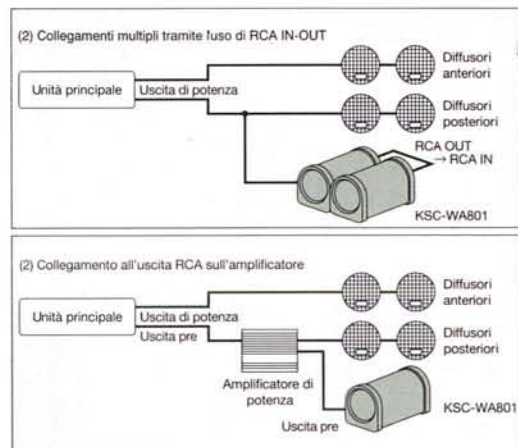 (2) Collegamenti multipli tramite l'uso di RCA IN-OUT
Unità principale
Uscita di potenza
Diffusori
anteriori
Diffusori
posteriori
RCA OUT
→ RCA IN
KSC-WA801
(2) Collegamento all'uscita RCA sull'amplificatore
Unità principale
Uscita di potenza
Uscita pre
Diffusori
anteriori
Diffusori
posteriori
Amplificatore di
potenza
Uscita pre
KSC-WA801